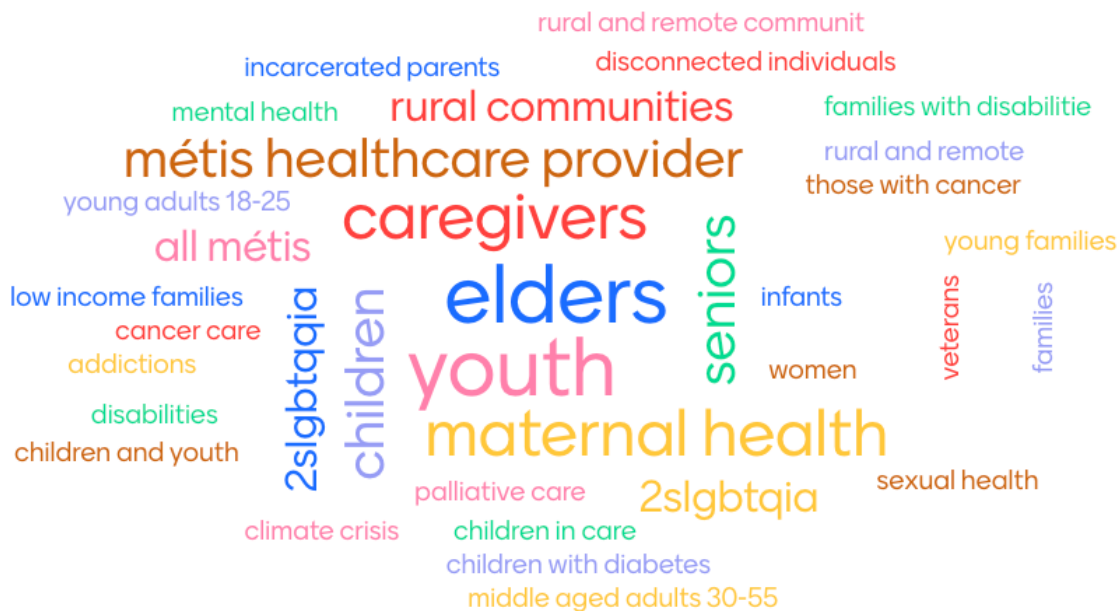 rural and remote communit
disconnected individuals
incarcerated parents
mental health
rural communities
families with disabilitie
métis healthcare provider
rural and remote
those with cancer
young adults 18-25
caregivers
all métis
seniors
young families
low income families
2slgbtqqia
children
elders
infants
veterans
families
cancer care
addictions
youth
women
disabilities
maternal health
children and youth
sexual health
palliative care
2slgbtqia
climate crisis
children in care
children with diabetes
middle aged adults 30-55